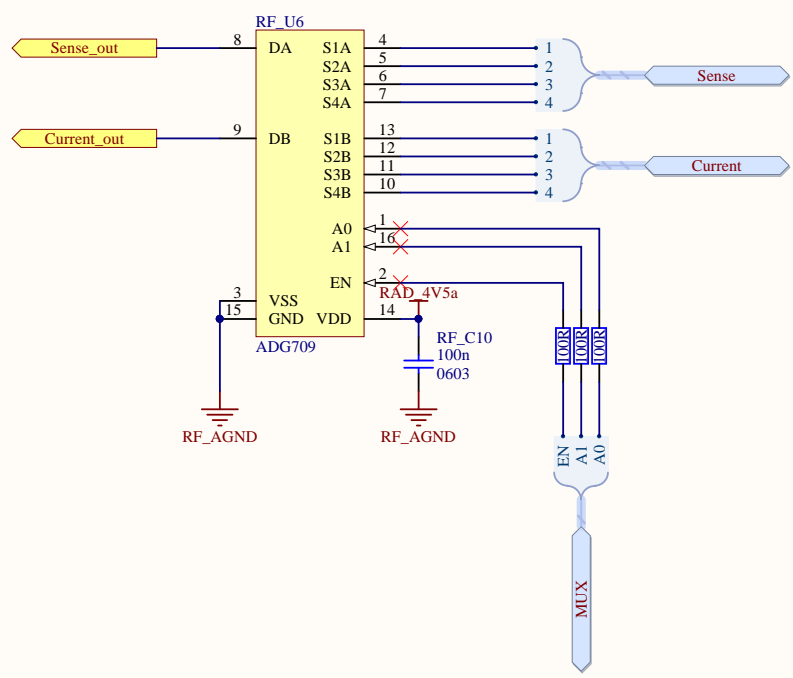 RF_U6
Sense_out 8 DA S1A 4 1
S2A 5 2
S3A 6 3 Sense
S4A 7 4
Current_out 9 DB S1B 13 1
S2B 12 2
S3B 11 3 Current
S4B 10 4
A0 1
A1 16
EN 2
RAD_4V5a
3 VSS
15 GND VDD 14
ADG709
RF_C10
100n
0603
100R 100R 100R
RF_AGND RF_AGND
EN A1 A0
MUX